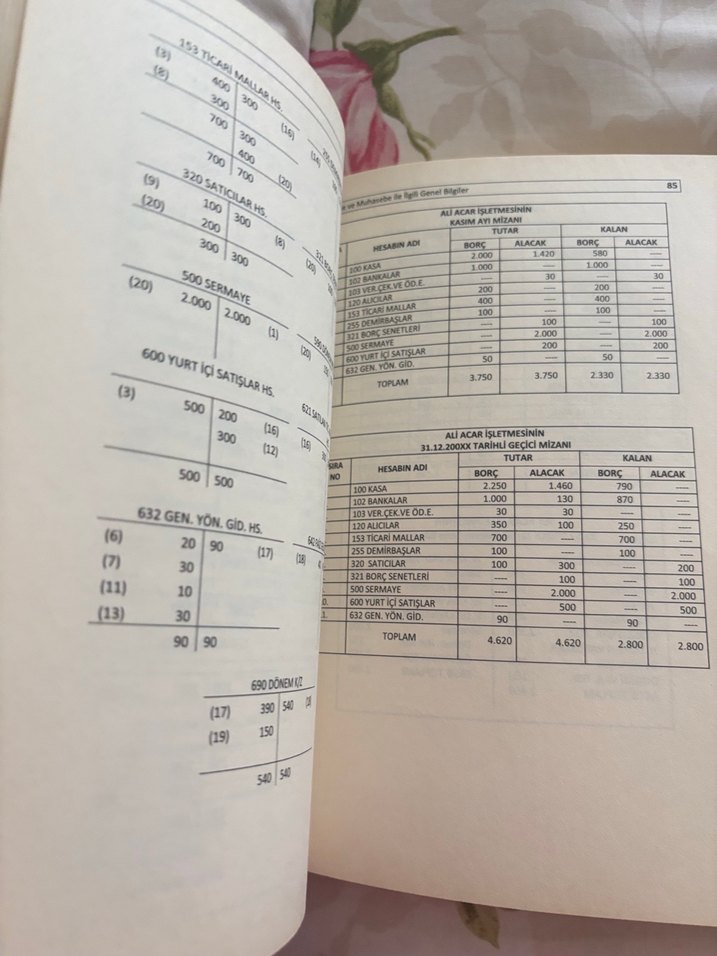 153 TİCARİ MALLAR HS.
(3) 400 300 (16)
(8) 300
700 300
400 (20)
700 700
320 SATICILAR HS.
(9) 100 300 (8)
(20) 200
300 300
500 SERMAYE
(20) 2.000 2.000 (1)
600 YURT İÇİ SATIŞLAR HS.
(3) 500 200 (16)
300 (12)
500 500
632 GEN. YÖN. GİD. HS.
(6) 20 90 (17)
(7) 30
(11) 10
(13) 30
90 90
690 DÖNEM K/Z
(17) 390 540
(19) 150
540 540
(14)
(20)
(20)
(16)
(18)
ve Muhasebe ile İlgili Genel Bilgiler 85
ALİ ACAR İŞLETMESİNİN
KASIM AYI MİZANI
HESABIN ADI TUTAR KALAN
BORÇ ALACAK BORÇ ALACAK
100 KASA 2.000 1.420 580 ----
102 BANKALAR 1.000 ---- 1.000
103 VER.ÇEK.VE ÖD.E. ---- 30 ---- 30
120 ALICILAR 200 ---- 200 ----
153 TİCARİ MALLAR 400 ---- 400 ----
255 DEMİRBAŞLAR 100 ---- 100 ----
321 BORÇ SENETLERİ ---- 100 ---- 100
500 SERMAYE ---- 2.000 ---- 2.000
600 YURT İÇİ SATIŞLAR ---- 200 ---- 200
632 GEN. YÖN. GİD. 50 ---- 50 ----
TOPLAM 3.750 3.750 2.330 2.330
ALİ ACAR İŞLETMESİNİN
31.12.200XX TARİHLİ GEÇİCİ MİZANI
SIRA NO HESABIN ADI TUTAR KALAN
BORÇ ALACAK BORÇ ALACAK
100 KASA 2.250 1.460 790 ----
102 BANKALAR 1.000 130 870 ----
103 VER.ÇEK.VE ÖD.E. 30 30 ---- ----
120 ALICILAR 350 100 250 ----
153 TİCARİ MALLAR 700 ---- 700 ----
255 DEMİRBAŞLAR 100 ---- 100 ----
320 SATICILAR 100 300 ---- 200
321 BORÇ SENETLERİ ---- 100 ---- 100
500 SERMAYE ---- 2.000 ---- 2.000
600 YURT İÇİ SATIŞLAR ---- 500 ---- 500
632 GEN. YÖN. GİD. 90 ---- 90 ----
TOPLAM 4.620 4.620 2.800 2.800